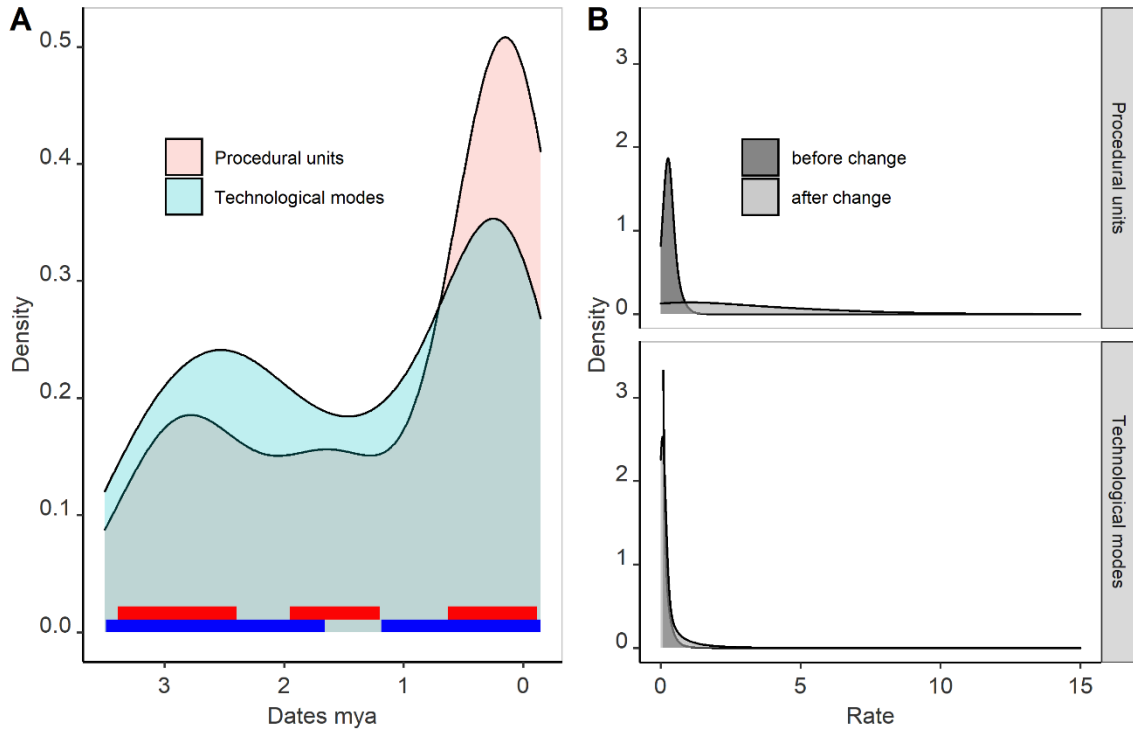 A
Density
0.5
0.4
0.3
0.2
0.1
0.0
Procedural units
Technological modes
3
2
1
0
Dates mya
B
Density
3
2
1
0
before change
after change
Procedural units
3
2
1
0
Technological modes
0
5
10
15
Rate